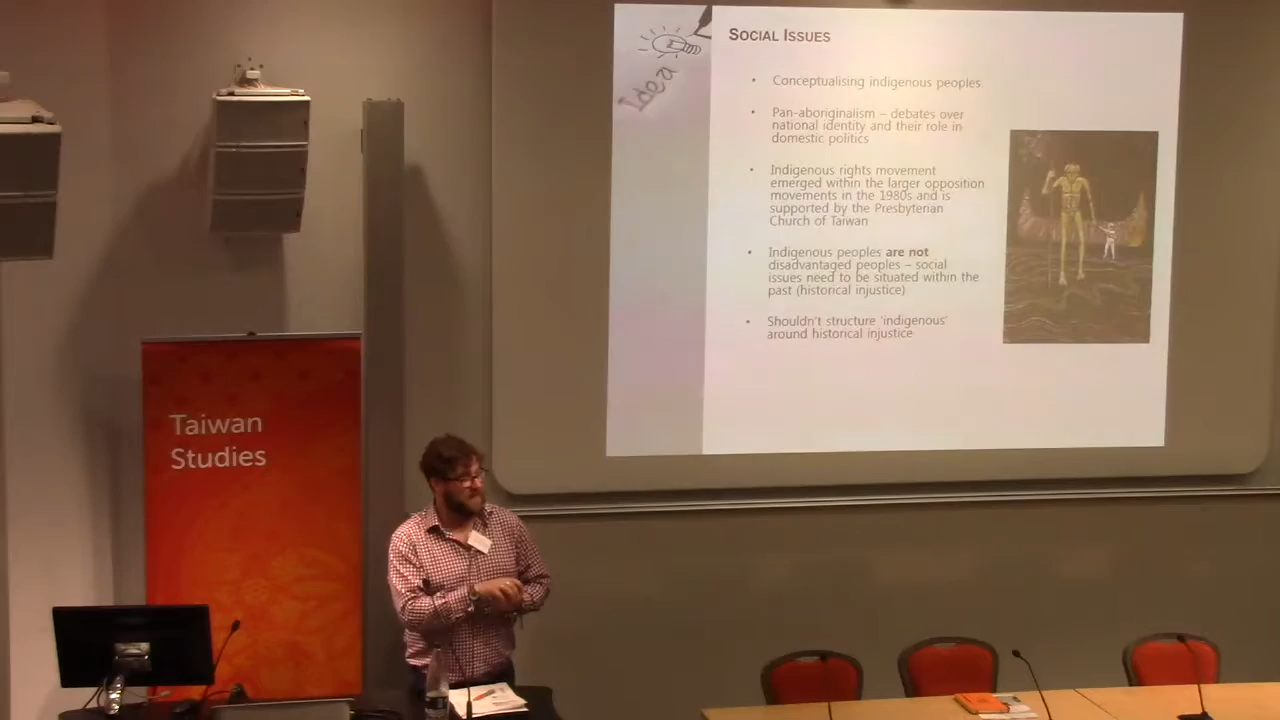 SOCIAL ISSUES
Idea
• Conceptualising indigenous peoples
• Pan-aboriginalism – debates over
national identity and their role in
domestic politics
• Indigenous rights movement
emerged within the larger opposition
movements in the 1980s and is
supported by the Presbyterian
Church of Taiwan
• Indigenous peoples are not
disadvantaged peoples – social
issues need to be situated within the
past (historical injustice)
• Shouldn't structure 'indigenous'
around historical injustice
Taiwan
Studies